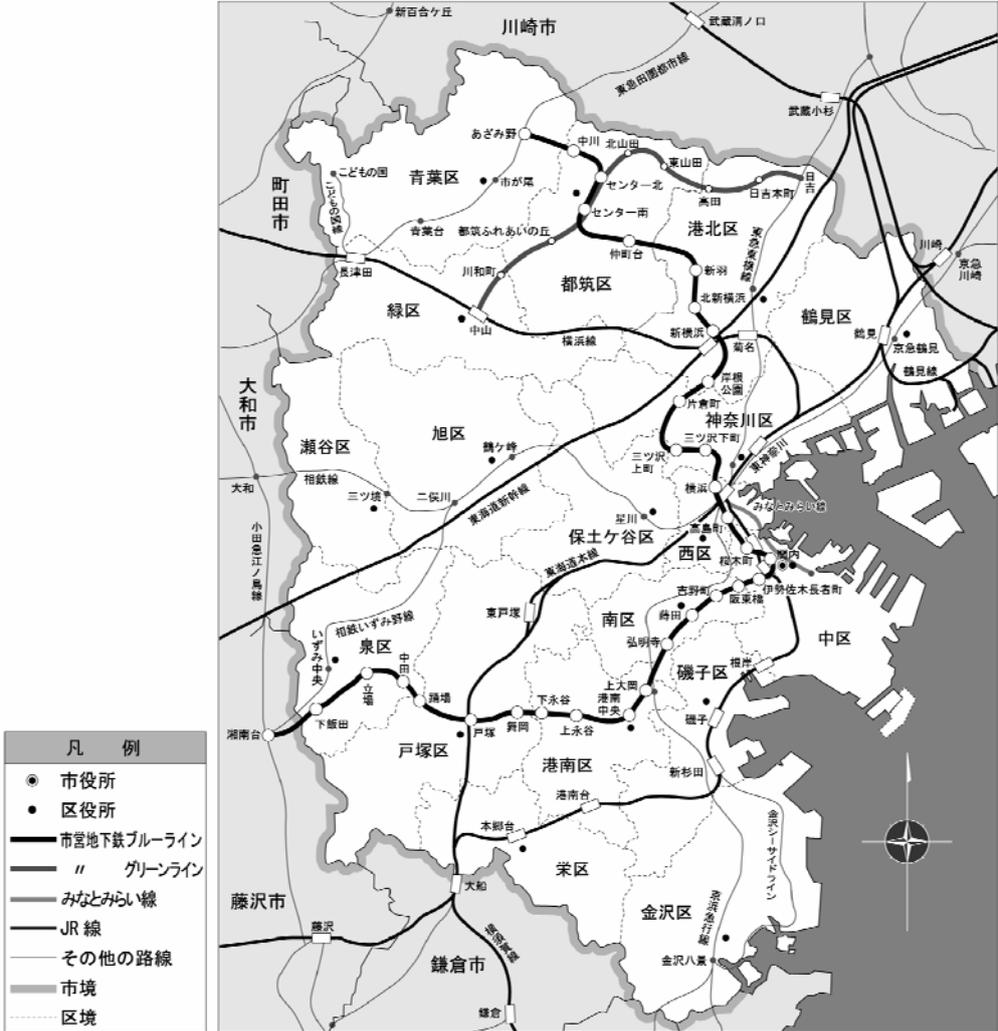 新百合ケ丘
川崎市
武蔵溝ノ口
東急田園都市線
武蔵小杉
あざみ野
中川
北山田
東山田
町田市
こどもの国
こどもの国線
青葉区
市が尾
センター北
高田
日吉本町
日吉
青葉台
都筑ふれあいの丘
センター南
港北区
東急東横線
仲町台
川崎
京急
川崎
長津田
川和町
都筑区
新羽
北新横浜
緑区
中山
横浜線
新横浜
菊名
鶴見区
鶴見
京急鶴見
鶴見線
大和市
岸根
公園
片倉町
神奈川区
瀬谷区
旭区
鶴ケ峰
三ツ沢下町
三ツ沢
上町
東神奈川
相鉄線
大和
三ツ境
二俣川
東海道新幹線
横浜
みなとみらい線
星川
保土ケ谷区
高島町
西区
桜木町
関内
小田急江ノ島線
東海道本線
伊勢佐木長者町
阪東橋
吉野町
蒔田
東戸塚
南区
弘明寺
中区
相鉄いずみ野線
泉区
いずみ中央
立場
中田
踊場
磯子区
根岸
上大岡
港南
中央
下永谷
磯子
湘南台
下飯田
戸塚
舞岡
上永谷
戸塚区
港南区
新杉田
港南台
本郷台
金沢シーサイドライン
栄区
大船
藤沢市
藤沢
金沢区
京浜急行線
横須賀線
鎌倉市
金沢八景
鎌倉
凡 例
市役所
区役所
市営地下鉄ブルーライン
〃 グリーンライン
みなとみらい線
JR線
その他の路線
市境
区境